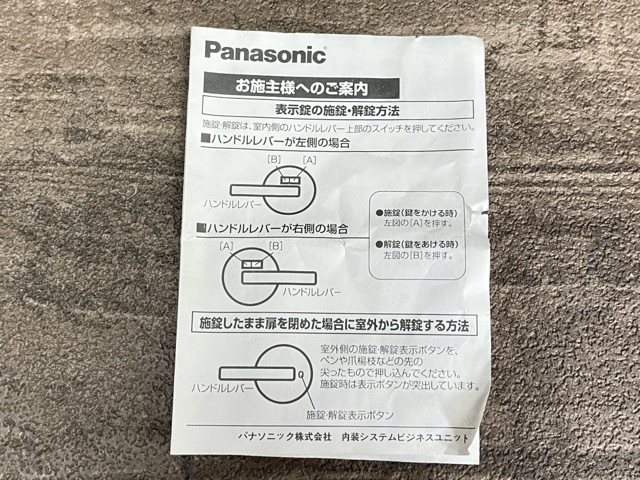 Panasonic
お施主様へのご案内
表示錠の施錠・解錠方法
施錠・解錠は、室内側のハンドルレバー上部のスイッチを押してください。
■ハンドルレバーが左側の場合
[B] [A]
ハンドルレバー
●施錠(鍵をかける時)
左図の[A]を押す。
●解錠(鍵をあける時)
左図の[B]を押す。
■ハンドルレバーが右側の場合
[A] [B]
ハンドルレバー
施錠したまま扉を閉めた場合に室外から解錠する方法
室外側の施錠・解錠表示ボタンを、
ペンや爪楊枝などの先の
尖ったもので押し込んでください。
施錠時は表示ボタンが突出しています。
ハンドルレバー
施錠・解錠表示ボタン
パナソニック株式会社 内装システムビジネスユニット